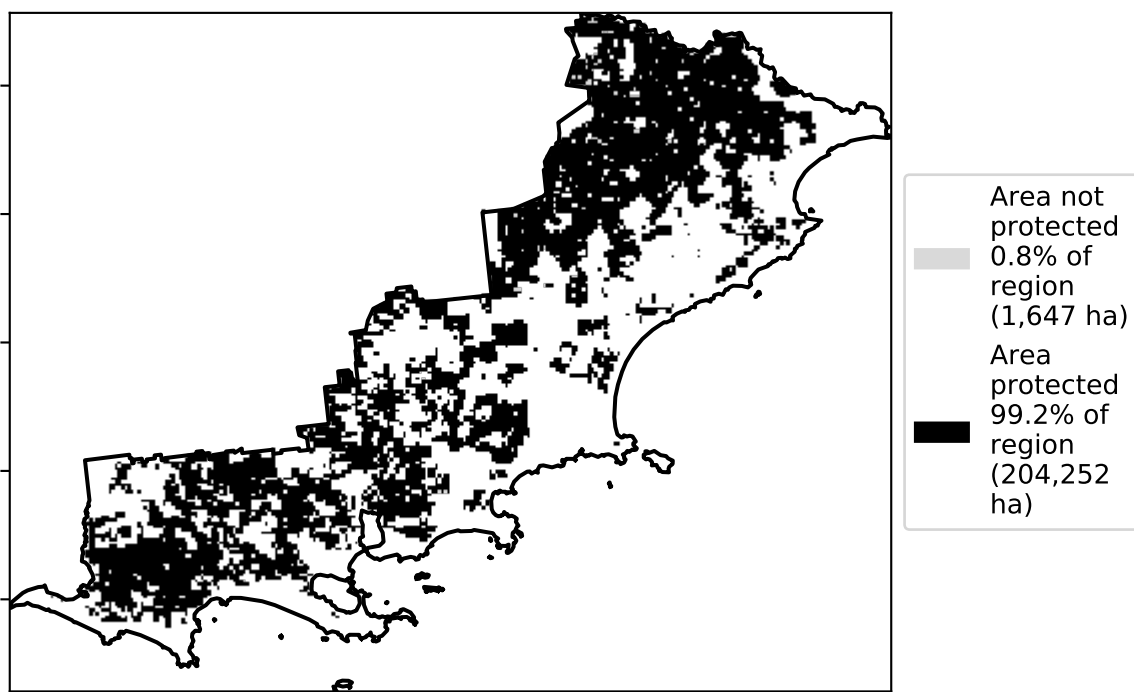 Area not
protected
0.8% of
region
(1,647 ha)
Area
protected
99.2% of
region
(204,252
ha)